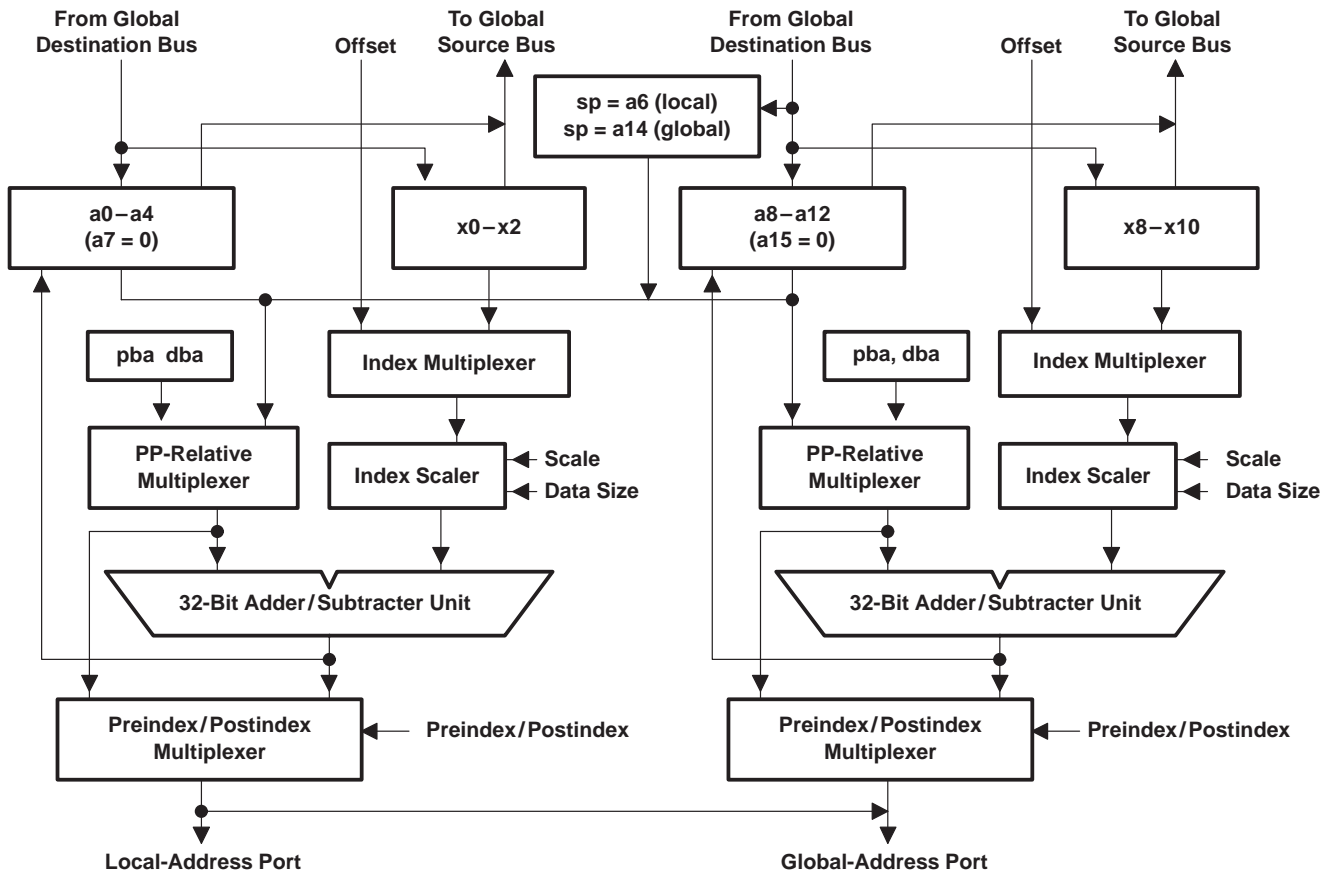 From Global
Destination Bus
Offset
To Global
Source Bus
From Global
Destination Bus
Offset
To Global
Source Bus
sp = a6 (local)
sp = a14 (global)
a0–a4
(a7 = 0)
x0–x2
a8–a12
(a15 = 0)
x8–x10
pba dba
Index Multiplexer
pba, dba
Index Multiplexer
PP-Relative
Multiplexer
Index Scaler
Scale
Data Size
PP-Relative
Multiplexer
Index Scaler
Scale
Data Size
32-Bit Adder/Subtracter Unit
32-Bit Adder/Subtracter Unit
Preindex/Postindex
Multiplexer
Preindex/Postindex
Preindex/Postindex
Multiplexer
Preindex/Postindex
Local-Address Port
Global-Address Port